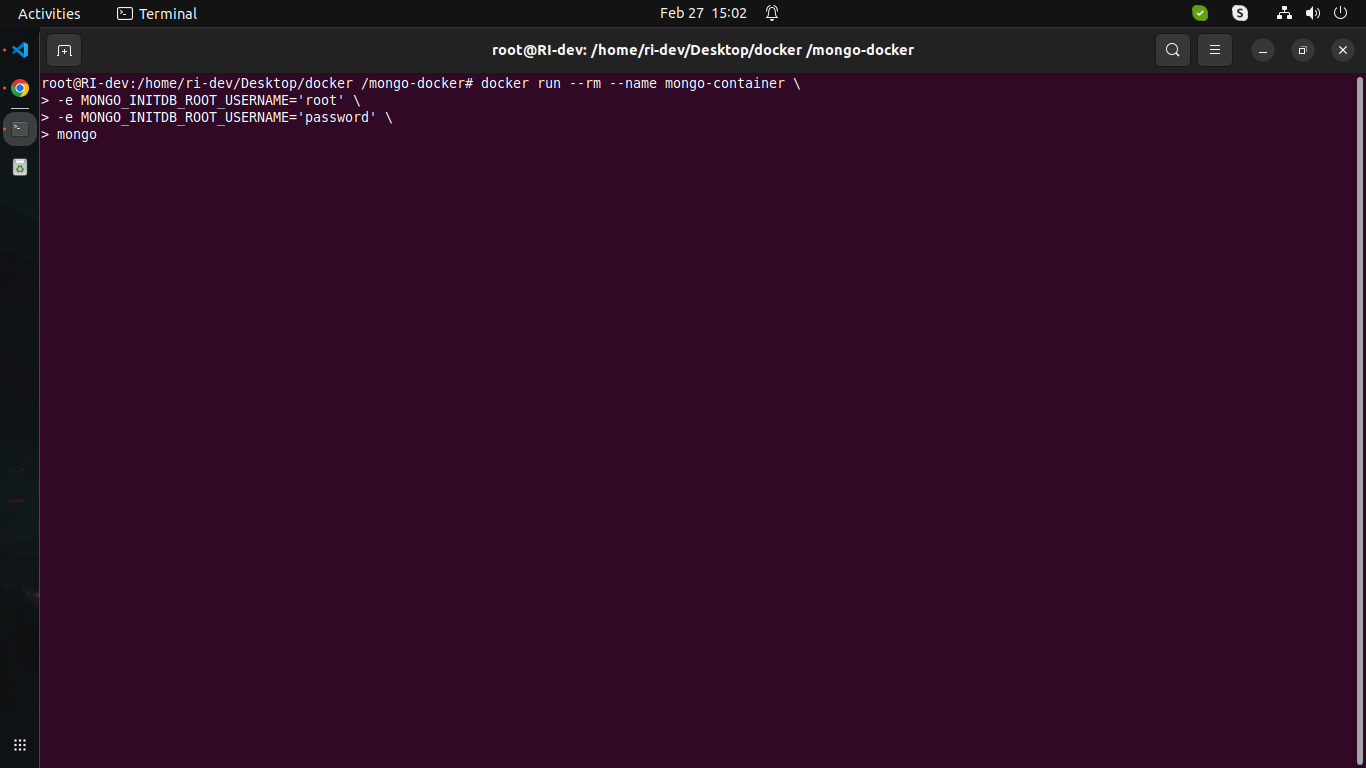 Activities
Terminal
Feb 27 15:02
S
root@RI-dev: /home/ri-dev/Desktop/docker /mongo-docker
root@RI-dev:/home/ri-dev/Desktop/docker /mongo-docker# docker run --rm --name mongo-container \
> -e MONGO_INITDB_ROOT_USERNAME='root' \
> -e MONGO_INITDB_ROOT_USERNAME='password' \
> mongo